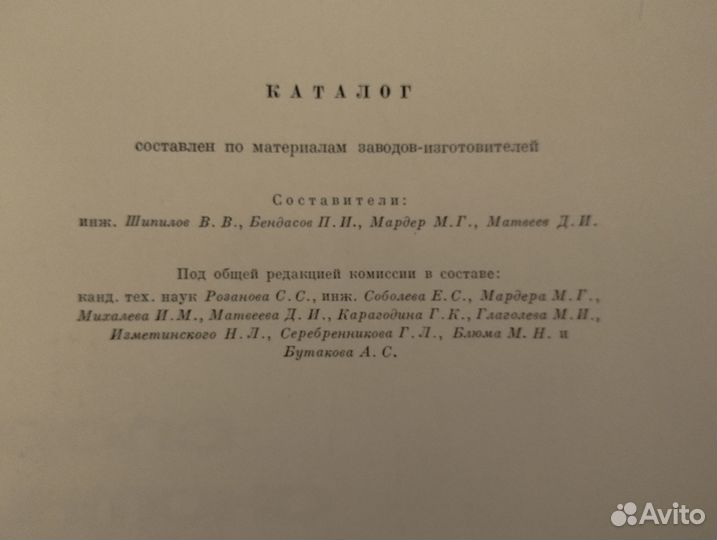 КАТАЛОГ
составлен по материалам заводов-изготовителей
Составители:
инж. Шипилов В. В., Бендасов П. И., Мардер М. Г., Матвеев Д. И.
Под общей редакцией комиссии в составе:
канд. тех. наук Розанова С. С., инж. Соболева Е. С., Мардера М. Г.,
Михалева И. М., Матвеева Д. И., Карагодина Г. К., Глаголева М. И.,
Изметинского Н. Л., Серебренникова Г. Л., Блюма М. Н. и
Бутакова А. С.
Avito